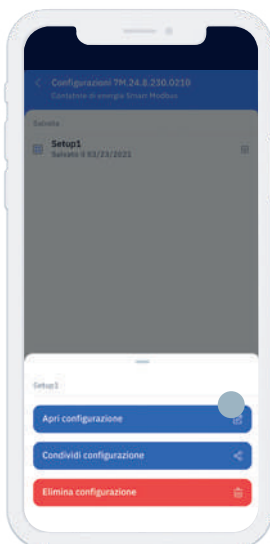 Configurazioni 7M.24.8.230.0210
Contatore di energia Smart Modbus
Salvato
Setup1
Salvato il 03/23/2021
Setup1
Apri configurazione
Condividi configurazione
Elimina configurazione